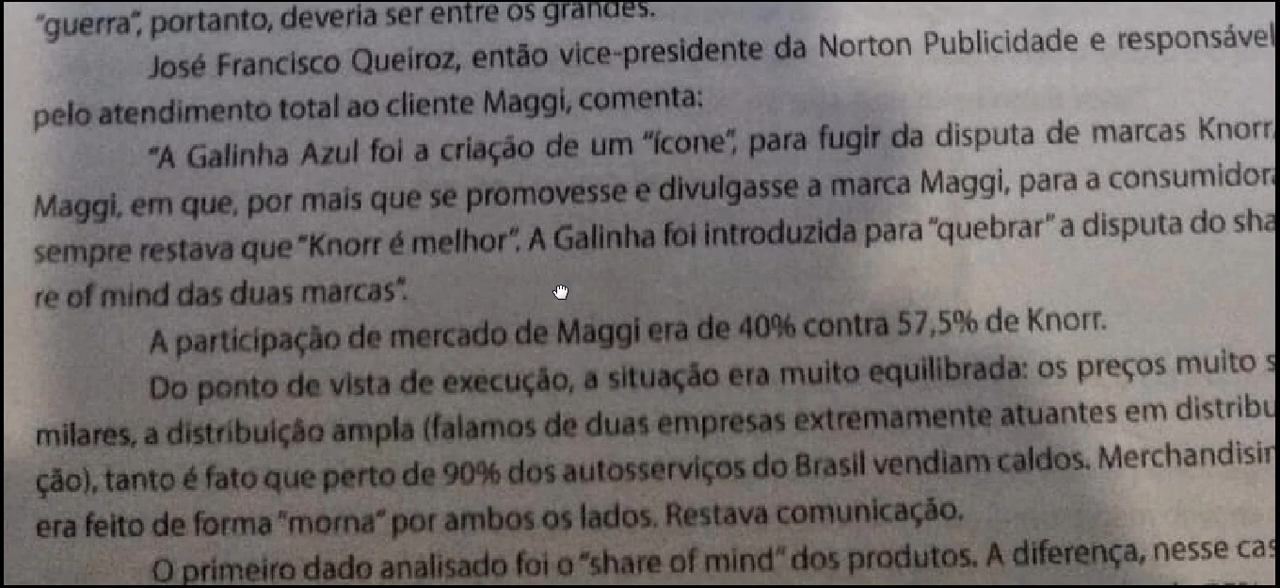 "guerra", portanto, deveria ser entre os grandes.
José Francisco Queiroz, então vice-presidente da Norton Publicidade e responsável
pelo atendimento total ao cliente Maggi, comenta:
"A Galinha Azul foi a criação de um "ícone", para fugir da disputa de marcas Knorr,
Maggi, em que, por mais que se promovesse e divulgasse a marca Maggi, para a consumidora
sempre restava que "Knorr é melhor". A Galinha foi introduzida para "quebrar" a disputa do sha
re of mind das duas marcas".
A participação de mercado de Maggi era de 40% contra 57,5% de Knorr.
Do ponto de vista de execução, a situação era muito equilibrada: os preços muito s
milares, a distribuição ampla (falamos de duas empresas extremamente atuantes em distribu
ção), tanto é fato que perto de 90% dos autosserviços do Brasil vendiam caldos. Merchandisin
era feito de forma "morna" por ambos os lados. Restava comunicação.
O primeiro dado analisado foi o "share of mind" dos produtos. A diferença, nesse cas